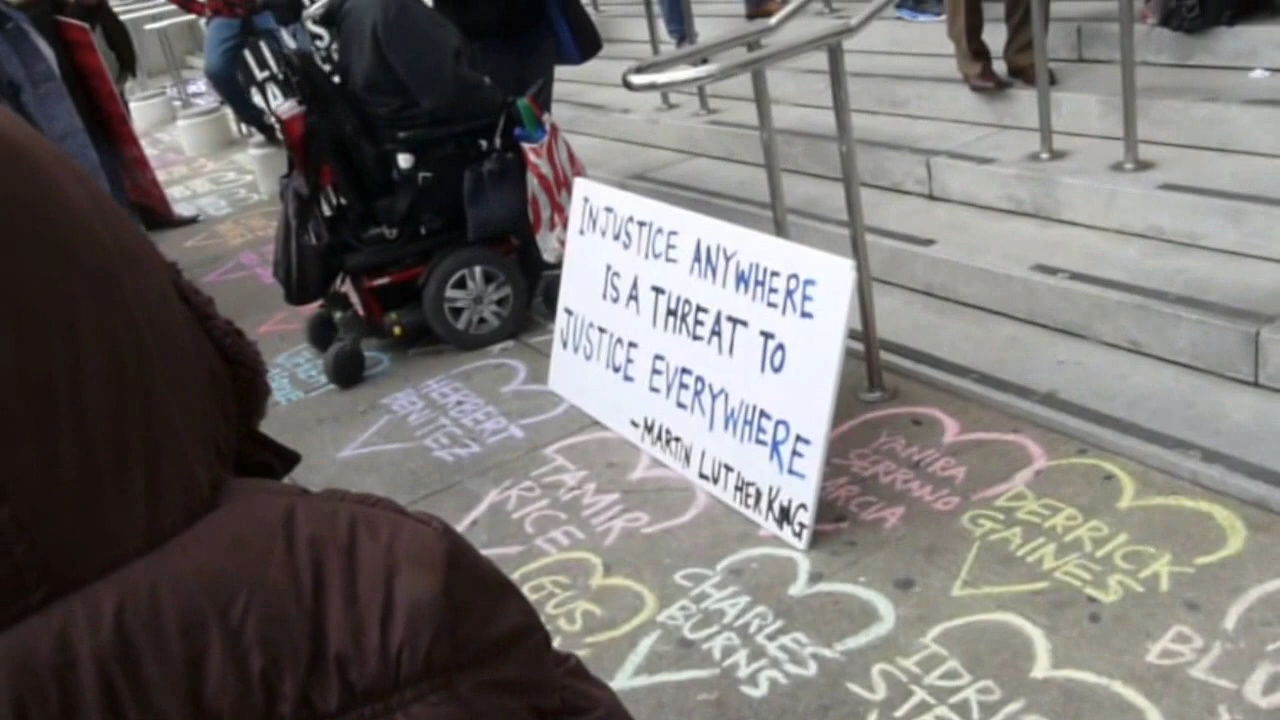 INJUSTICE ANYWHERE
IS A THREAT TO
JUSTICE EVERYWHERE
-MARTIN LUTHER KING
HERBERT
BENITEZ
TAMIR
RICE
YANIRA
SERRANO
GARCIA
DERRICK
GAINES
GUS
CHARLES
BURNS